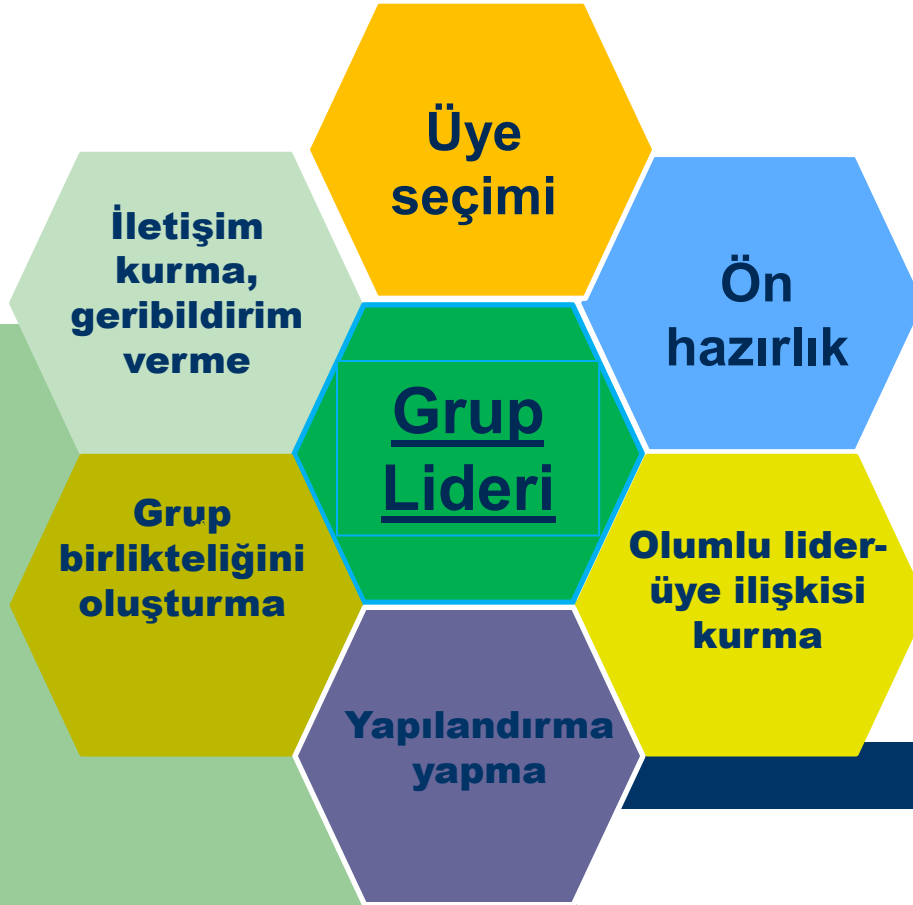 Üye
seçimi
İletişim
kurma,
geribildirim
verme
Ön
hazırlık
Grup
Lideri
Grup
birlikteliğini
oluşturma
Olumlu lider-
üye ilişkisi
kurma
Yapılandırma
yapma